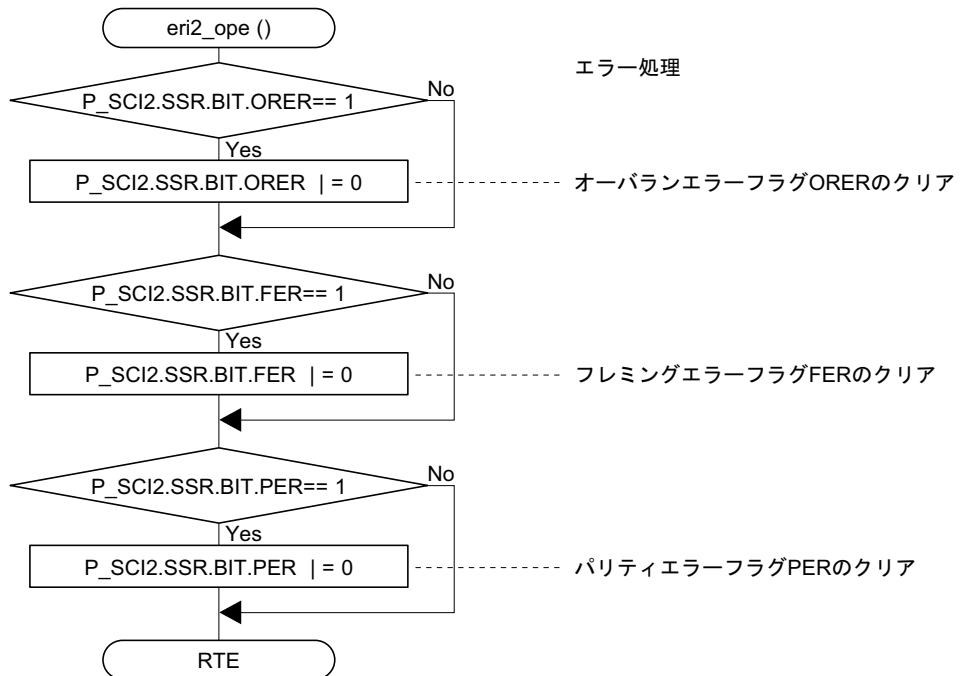 eri2_ope ()
エラー処理
P_SCI2.SSR.BIT.ORER== 1
No
Yes
P_SCI2.SSR.BIT.ORER | = 0
オーバランエラーフラグORERのクリア
P_SCI2.SSR.BIT.FER== 1
No
Yes
P_SCI2.SSR.BIT.FER | = 0
フレミングエラーフラグFERのクリア
P_SCI2.SSR.BIT.PER== 1
No
Yes
P_SCI2.SSR.BIT.PER | = 0
パリティエラーフラグPERのクリア
RTE